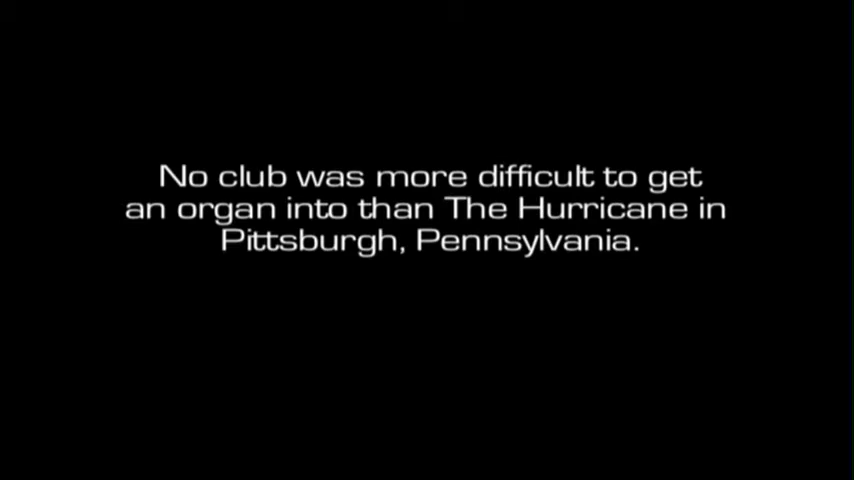 No club was more difficult to get
an organ into than The Hurricane in
Pittsburgh, Pennsylvania.